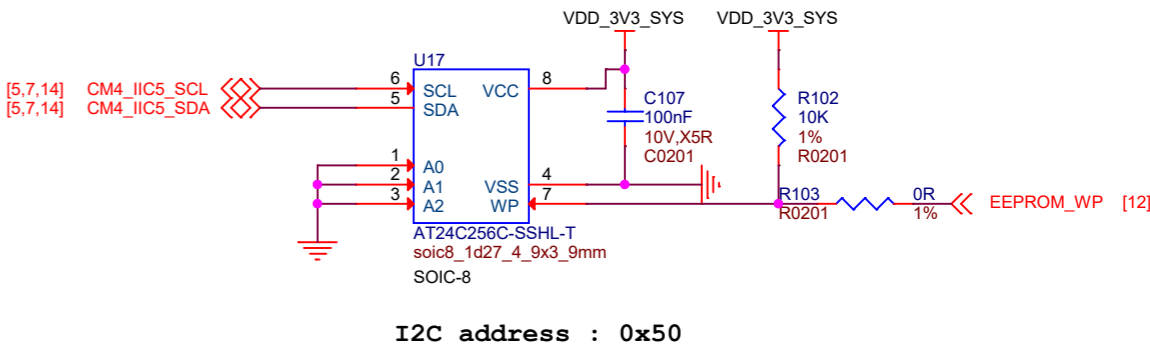 VDD_3V3_SYS
VDD_3V3_SYS
U17
[5,7,14] CM4_IIC5_SCL
6
SCL
VCC
8
[5,7,14] CM4_IIC5_SDA
5
SDA
C107
100nF
10V,X5R
C0201
R102
10K
1%
R0201
1
A0
2
A1
VSS
4
3
A2
WP
7
R103
R0201
0R
1%
EEPROM_WP [12]
AT24C256C-SSHL-T
soic8_1d27_4_9x3_9mm
SOIC-8
I2C address : 0x50